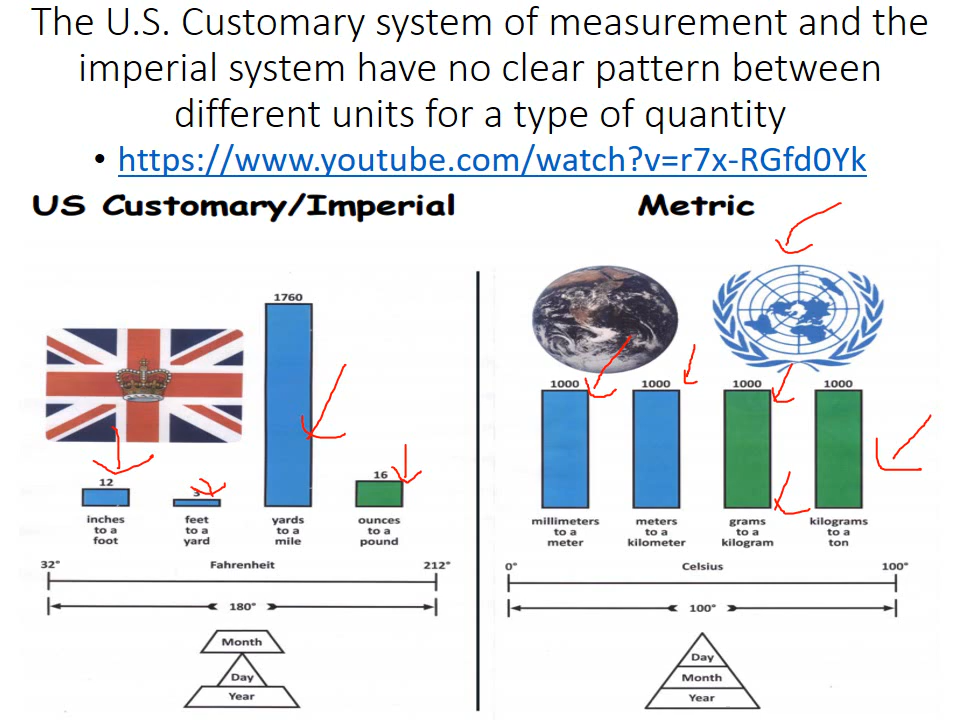 The U.S. Customary system of measurement and the
imperial system have no clear pattern between
different units for a type of quantity
• https://www.youtube.com/watch?v=r7x-RGfd0Yk
US Customary/Imperial
1760
12
3
16
inches
to a
foot
feet
to a
yard
yards
to a
mile
ounces
to a
pound
32°
Fahrenheit
212°
180°
Month
Day
Year
Metric
1000
1000
1000
1000
millimeters
to a
meter
meters
to a
kilometer
grams
to a
kilogram
kilograms
to a
ton
0°
Celsius
100°
100°
Day
Month
Year